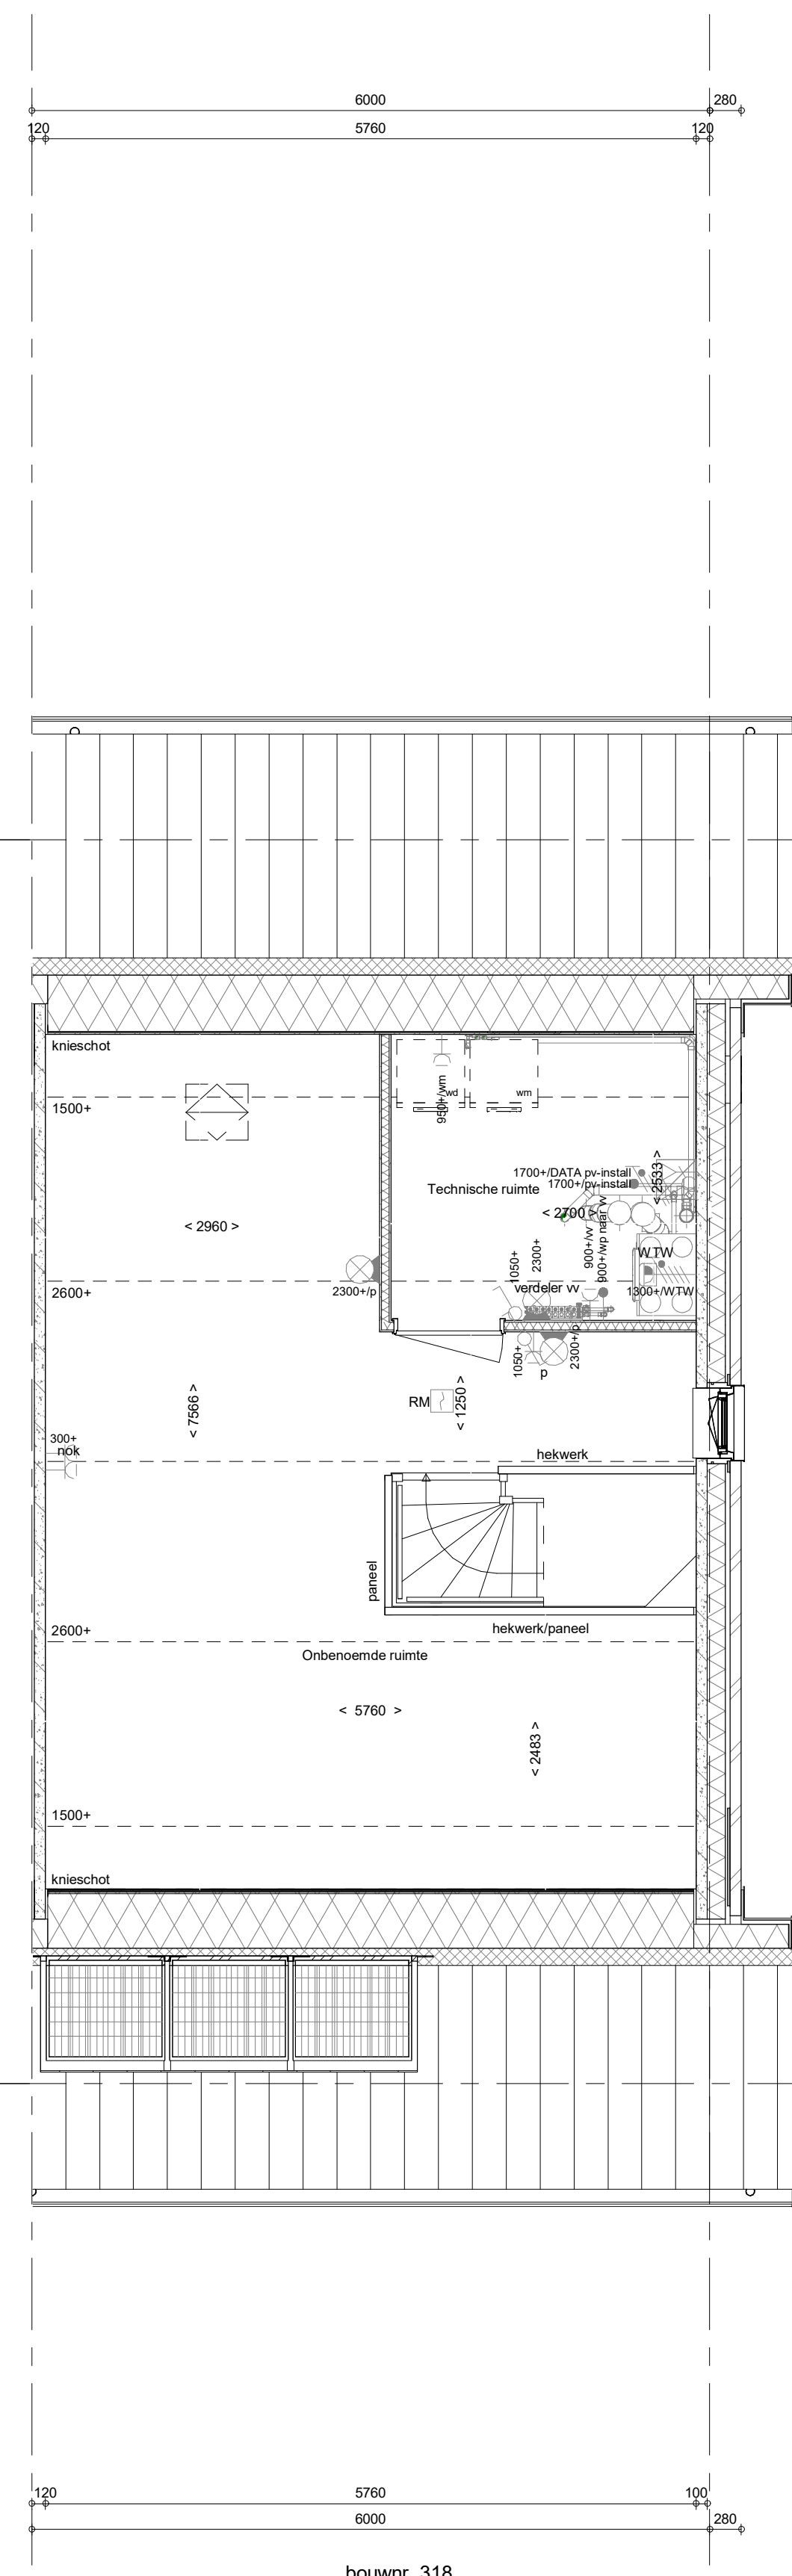 6000 280
120 5760 120
knieschot
1500+
950+/wm
wd
wm
1700+/DATA pv-install
1700+/pv-install
< 2533 >
Technische ruimte
< 2700 >
< 2960 >
900+/vv
900+/wp naar vv
1050+
2300+
WTW
verdeler vv
1300+/WTW
2300+/p
2600+
1050+
p
2300+/p
RM
< 1250 >
< 7566 >
300+
nok
hekwerk
paneel
hekwerk/paneel
2600+
Onbenoemde ruimte
< 5760 >
< 2483 >
1500+
knieschot
120 5760 100
6000 280
bouwnr. 318